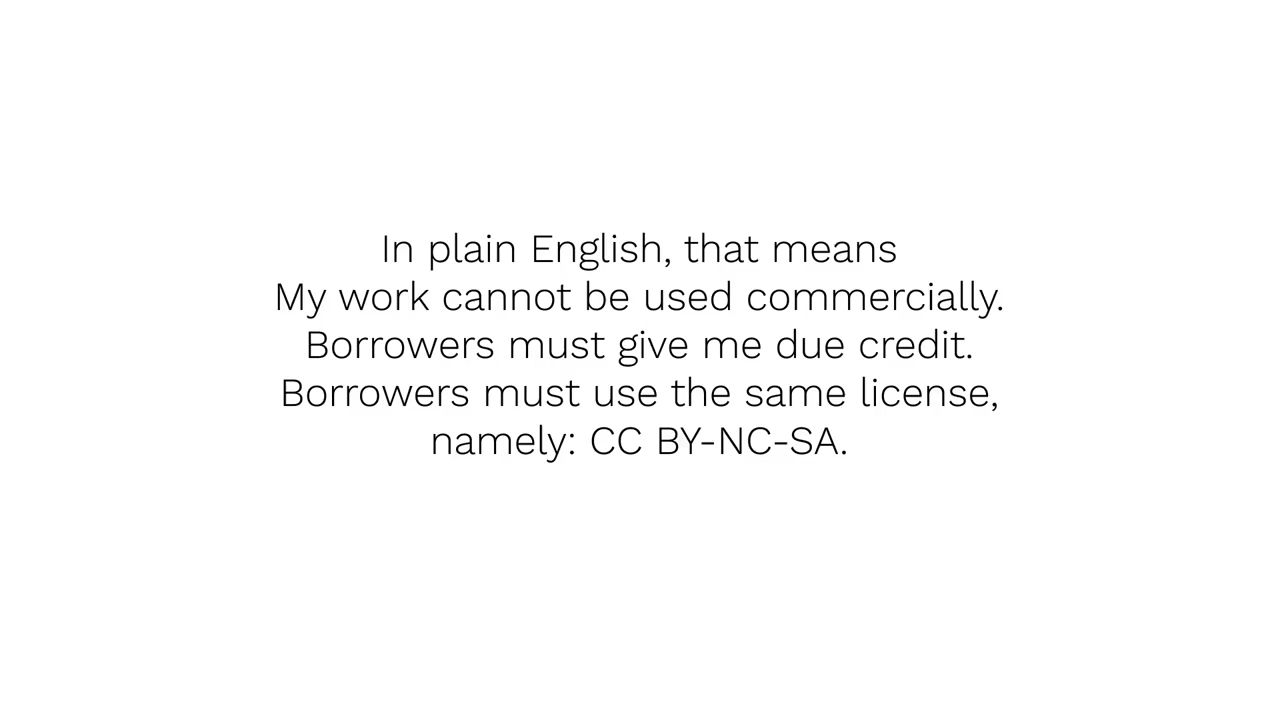 In plain English, that means
My work cannot be used commercially.
Borrowers must give me due credit.
Borrowers must use the same license,
namely: CC BY-NC-SA.